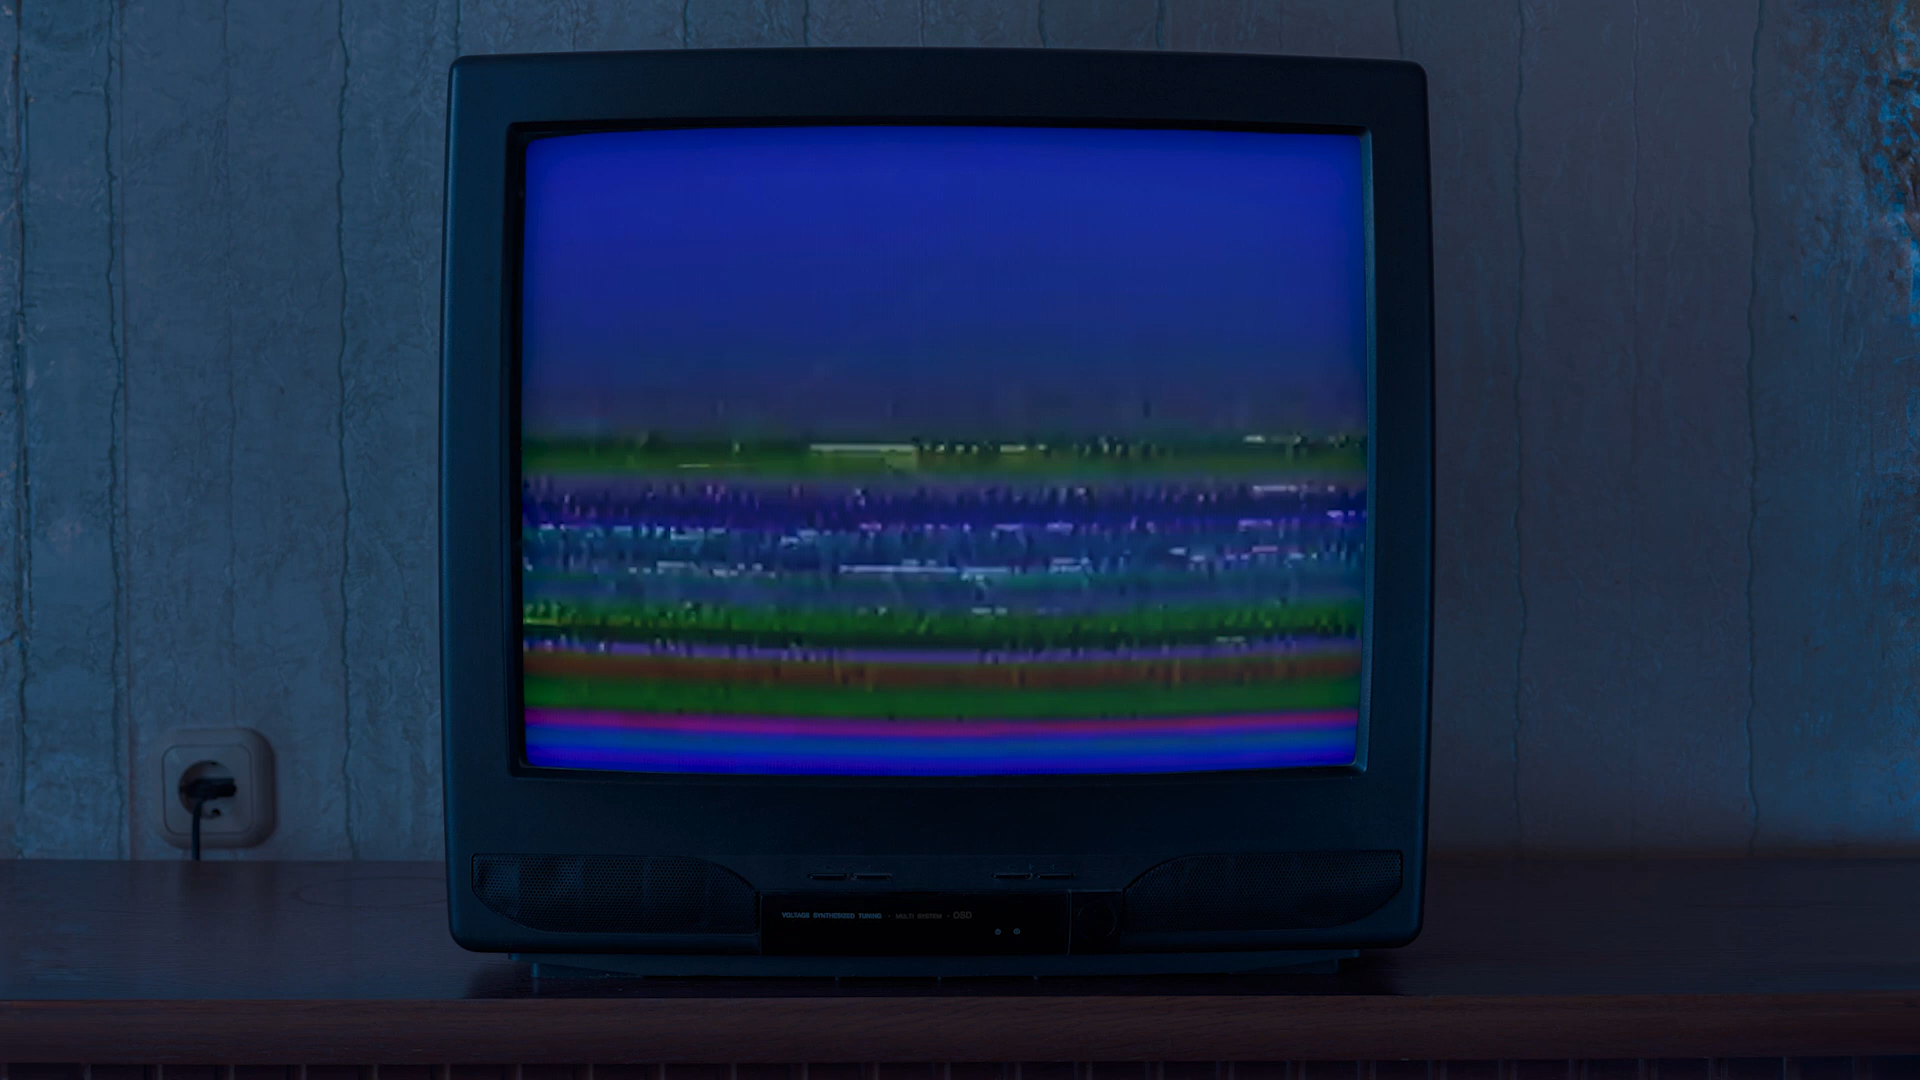 VOLTAGE SYNTHESIZED TUNING - MULTI SYSTEM - OSD